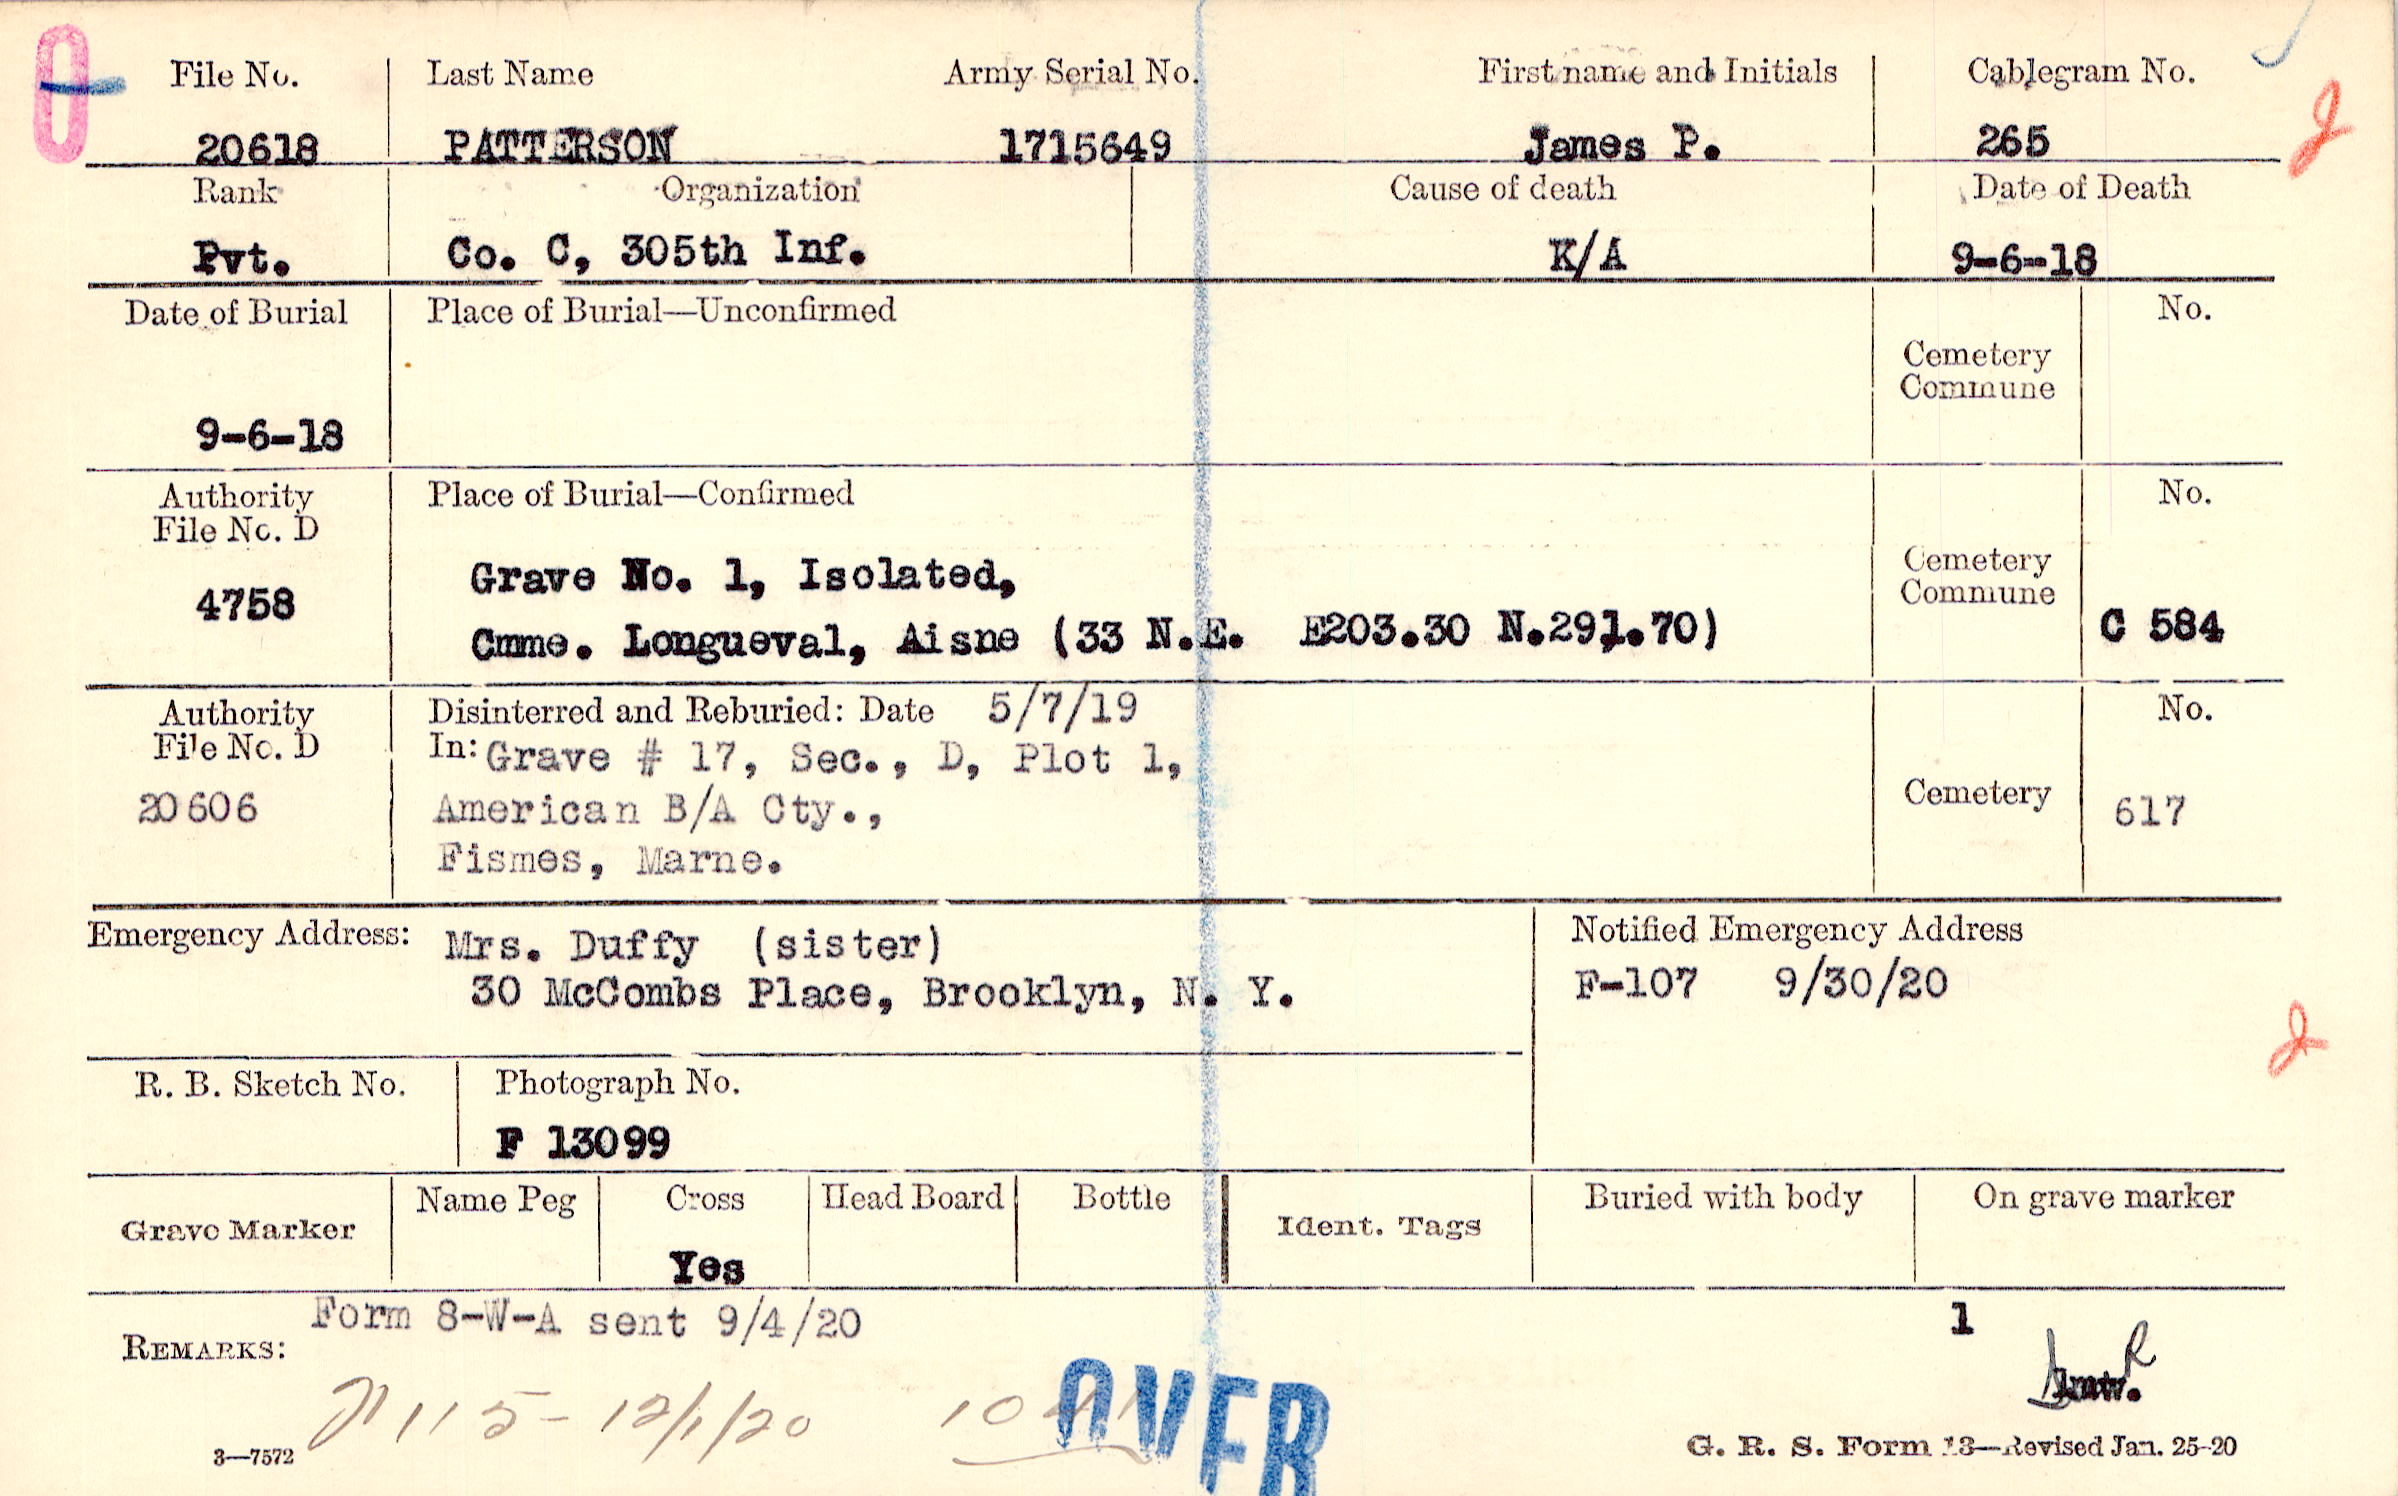 File No. Last Name Army Serial No. First name and Initials Cablegram No.
20618 PATTERSON 1715649 James P. 265
Rank Organization Cause of death Date of Death
Pvt. Co. C, 305th Inf. K/A 9-6-18
Date of Burial Place of Burial—Unconfirmed No.
Cemetery
Commune
9-6-18
Authority Place of Burial—Confirmed No.
File No. D
Grave No. 1, Isolated, Cemetery
4758 Commune
Cmme. Longueval, Aisne (33 N.E. E203.30 N.291.70) C 584
Authority Disinterred and Reburied: Date 5/7/19 No.
File No. D In: Grave # 17, Sec., D, Plot 1,
20606 American B/A Cty., Cemetery 617
Fismes, Marne.
Emergency Address: Mrs. Duffy (sister) Notified Emergency Address
30 McCombs Place, Brooklyn, N. Y. F-107 9/30/20
R. B. Sketch No. Photograph No.
F 13099
Grave Marker Name Peg Cross Head Board Bottle Ident. Tags Buried with body On grave marker
Yes
Form 8-W-A sent 9/4/20 1
REMARKS:
115- 12/1/20 OVER
3—7572 G. R. S. Form 13—Revised Jan. 25-20